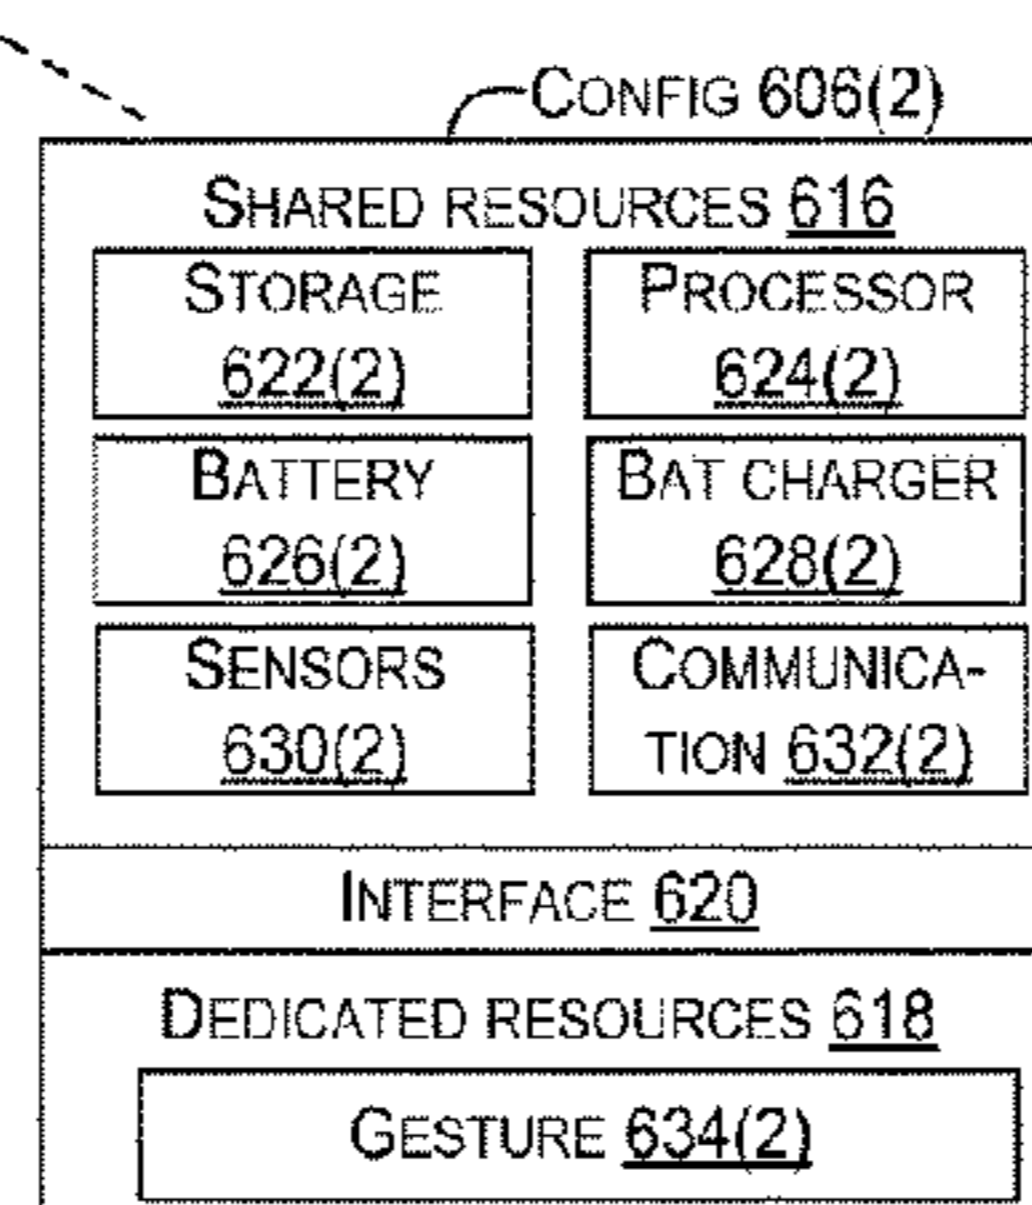 CONFIG 606(2)
SHARED RESOURCES 616
STORAGE
622(2)
PROCESSOR
624(2)
BATTERY
626(2)
BAT CHARGER
628(2)
SENSORS
630(2)
COMMUNICA-
TION 632(2)
INTERFACE 620
DEDICATED RESOURCES 618
GESTURE 634(2)